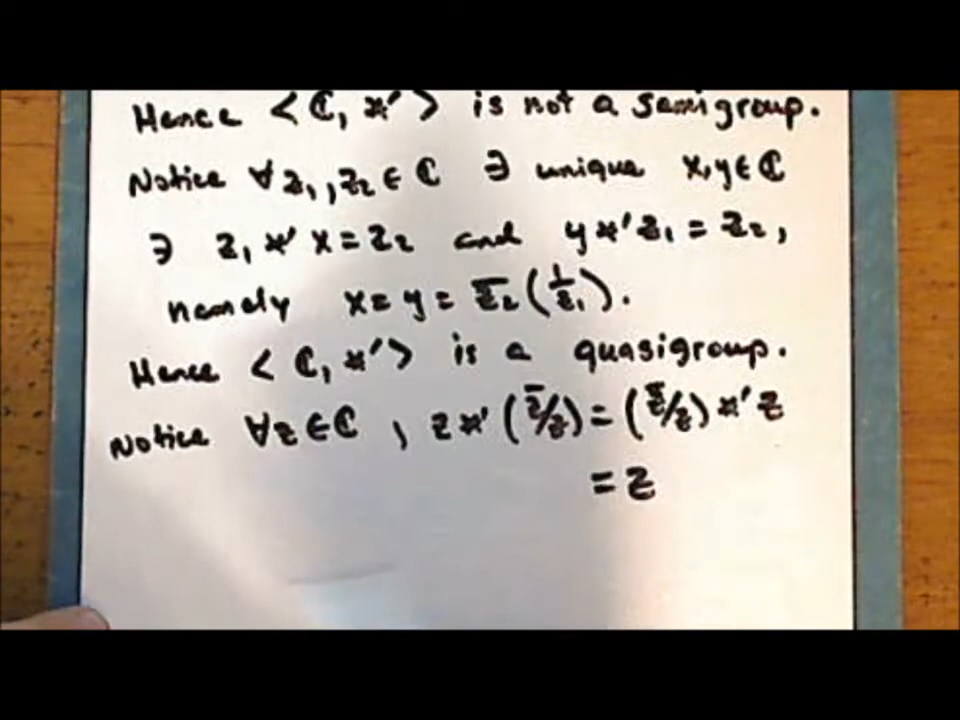 Hence < ℂ, *' > is not a semigroup.
Notice ∀ z₁, z₂ ∈ ℂ ∃ unique x, y ∈ ℂ
∋ z₁ *' x = z₂ and y *' z₁ = z₂,
namely x = y = z̄₂ (1/z₁).
Hence < ℂ, *' > is a quasigroup.
Notice ∀ z ∈ ℂ, z *' (z̄/z) = (z̄/z) *' z
= z